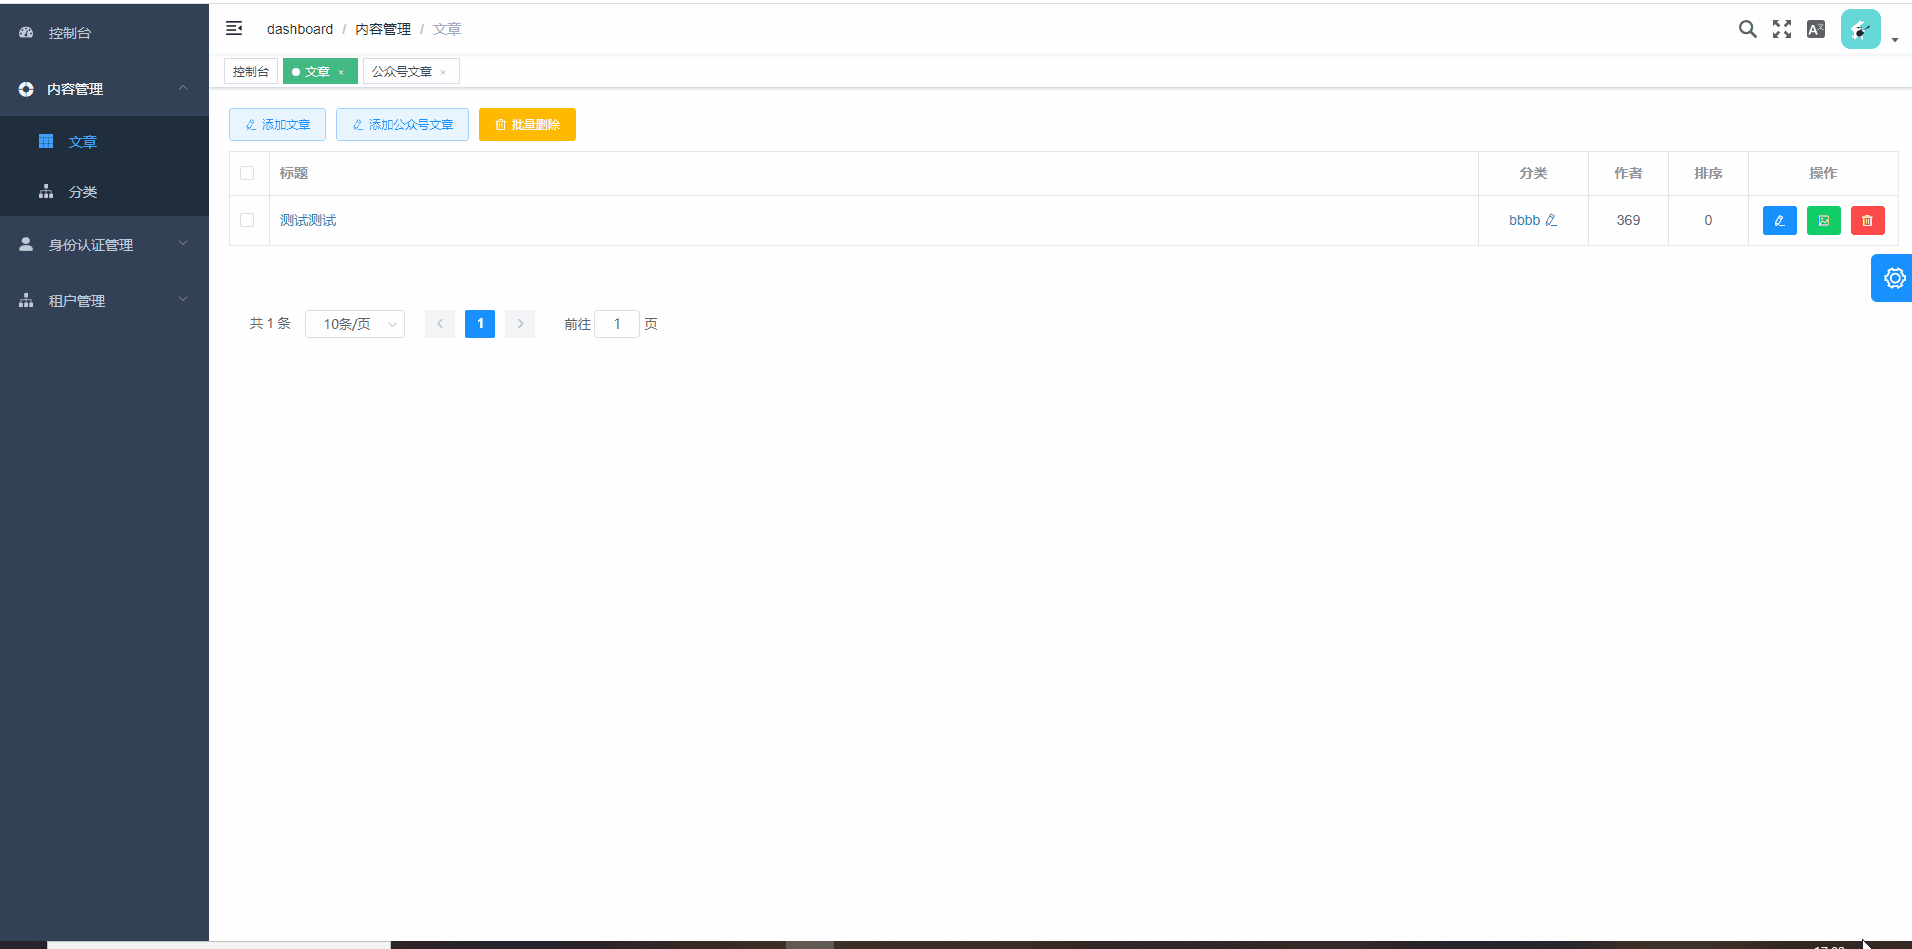 控制台
内容管理
文章
分类
身份认证管理
租户管理
dashboard / 内容管理 / 文章
控制台 文章 × 公众号文章 ×
添加文章 添加公众号文章 批量删除
标题 分类 作者 排序 操作
测试测试 bbbb 369 0
共 1 条 10条/页 1 前往 1 页